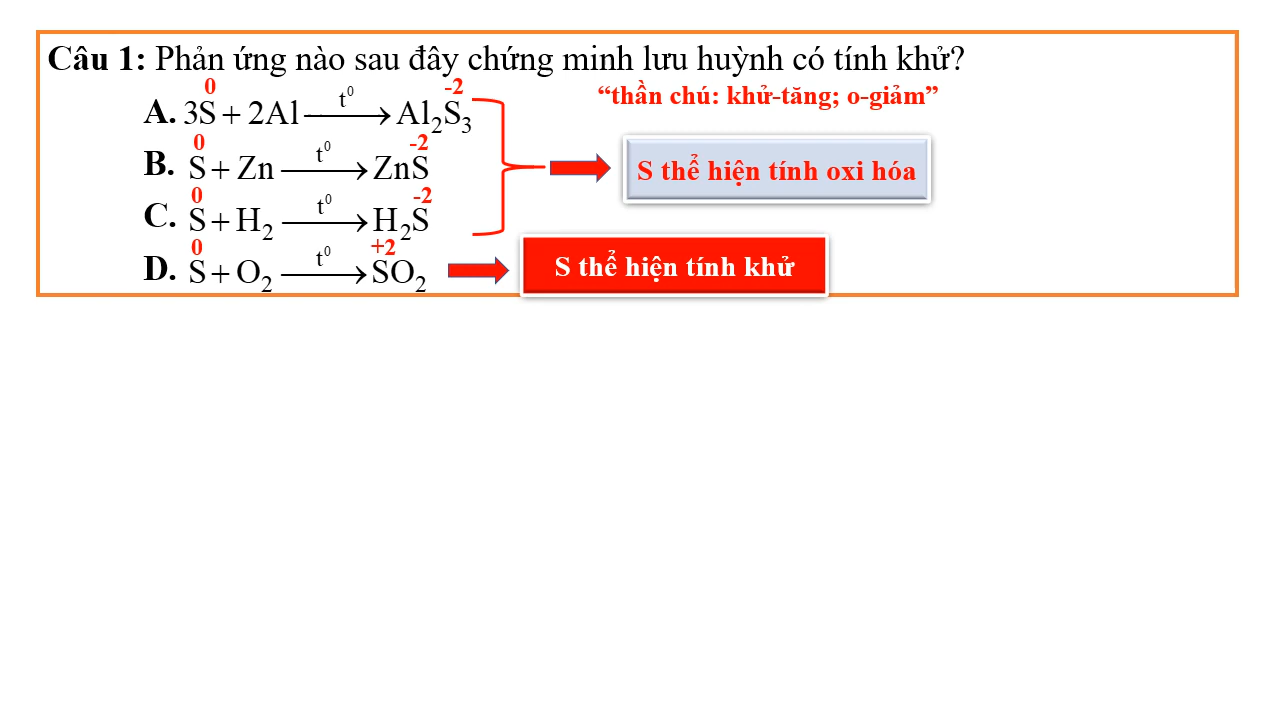 Câu 1: Phản ứng nào sau đây chứng minh lưu huỳnh có tính khử?
0 -2
“thần chú: khử-tăng; o-giảm”
A. 3S + 2Al —t⁰→ Al₂S₃
0 -2
B. S + Zn —t⁰→ ZnS
S thể hiện tính oxi hóa
0 -2
C. S + H₂ —t⁰→ H₂S
0 +2
D. S + O₂ —t⁰→ SO₂
S thể hiện tính khử